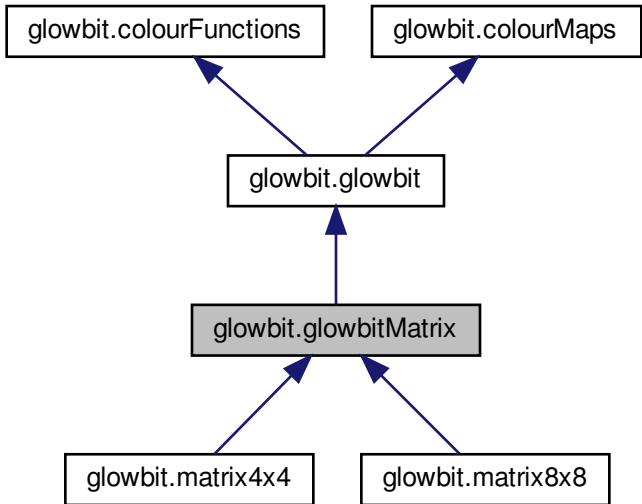 glowbit.colourFunctions
glowbit.colourMaps
glowbit.glowbit
glowbit.glowbitMatrix
glowbit.matrix4x4
glowbit.matrix8x8